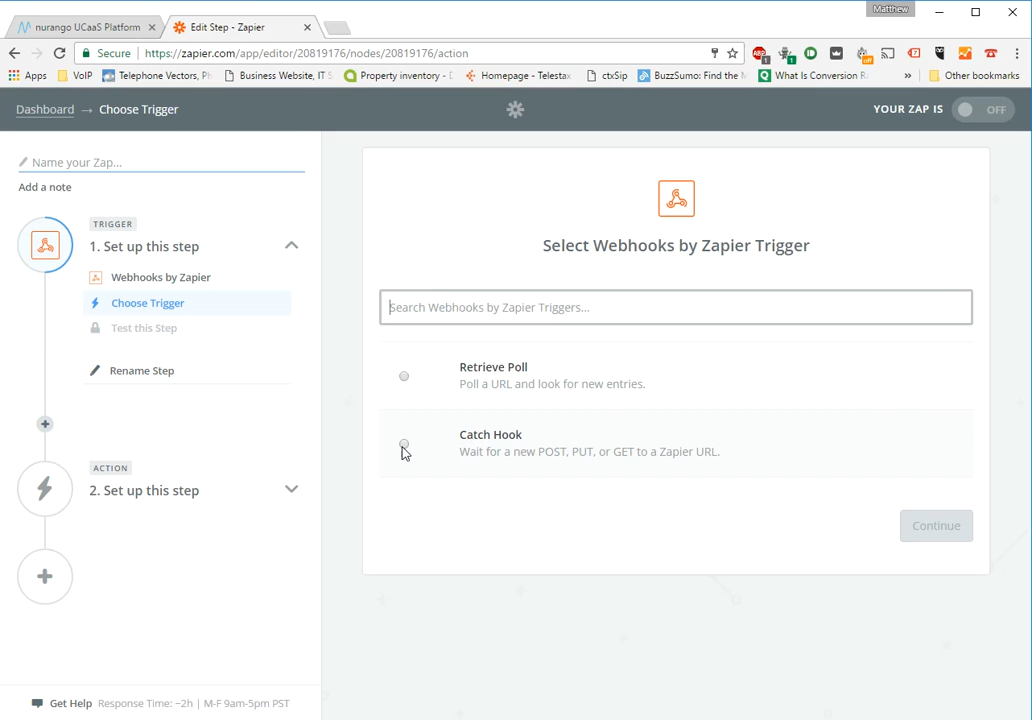 Matthew
nurango UCaaS Platform
Edit Step - Zapier
Secure
https://zapier.com/app/editor/20819176/nodes/20819176/action
Apps
VoIP
Telephone Vectors, Ph
Business Website, IT S
Property inventory - D
Homepage - Telestax
ctxSip
BuzzSumo: Find the M
What Is Conversion Ra
»
Other bookmarks
Dashboard → Choose Trigger
YOUR ZAP IS
OFF
Name your Zap...
Add a note
TRIGGER
1. Set up this step
Webhooks by Zapier
Choose Trigger
Test this Step
Rename Step
ACTION
2. Set up this step
Get Help Response Time: ~2h | M-F 9am-5pm PST
Select Webhooks by Zapier Trigger
Search Webhooks by Zapier Triggers...
Retrieve Poll
Poll a URL and look for new entries.
Catch Hook
Wait for a new POST, PUT, or GET to a Zapier URL.
Continue